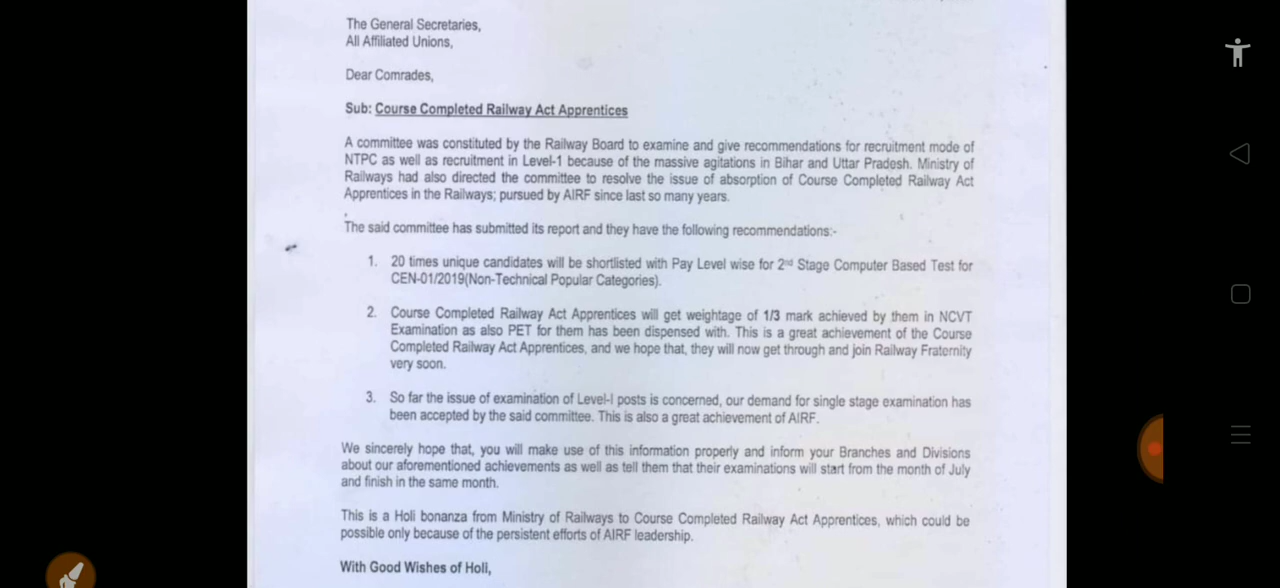 The General Secretaries,
All Affiliated Unions,
Dear Comrades,
Sub: Course Completed Railway Act Apprentices
A committee was constituted by the Railway Board to examine and give recommendations for recruitment mode of
NTPC as well as recruitment in Level-1 because of the massive agitations in Bihar and Uttar Pradesh. Ministry of
Railways had also directed the committee to resolve the issue of absorption of Course Completed Railway Act
Apprentices in the Railways; pursued by AIRF since last so many years.
The said committee has submitted its report and they have the following recommendations:-
1. 20 times unique candidates will be shortlisted with Pay Level wise for 2nd Stage Computer Based Test for
CEN-01/2019(Non-Technical Popular Categories).
2. Course Completed Railway Act Apprentices will get weightage of 1/3 mark achieved by them in NCVT
Examination as also PET for them has been dispensed with. This is a great achievement of the Course
Completed Railway Act Apprentices, and we hope that, they will now get through and join Railway Fraternity
very soon.
3. So far the issue of examination of Level-I posts is concerned, our demand for single stage examination has
been accepted by the said committee. This is also a great achievement of AIRF.
We sincerely hope that, you will make use of this information properly and inform your Branches and Divisions
about our aforementioned achievements as well as tell them that their examinations will start from the month of July
and finish in the same month.
This is a Holi bonanza from Ministry of Railways to Course Completed Railway Act Apprentices, which could be
possible only because of the persistent efforts of AIRF leadership.
With Good Wishes of Holi,